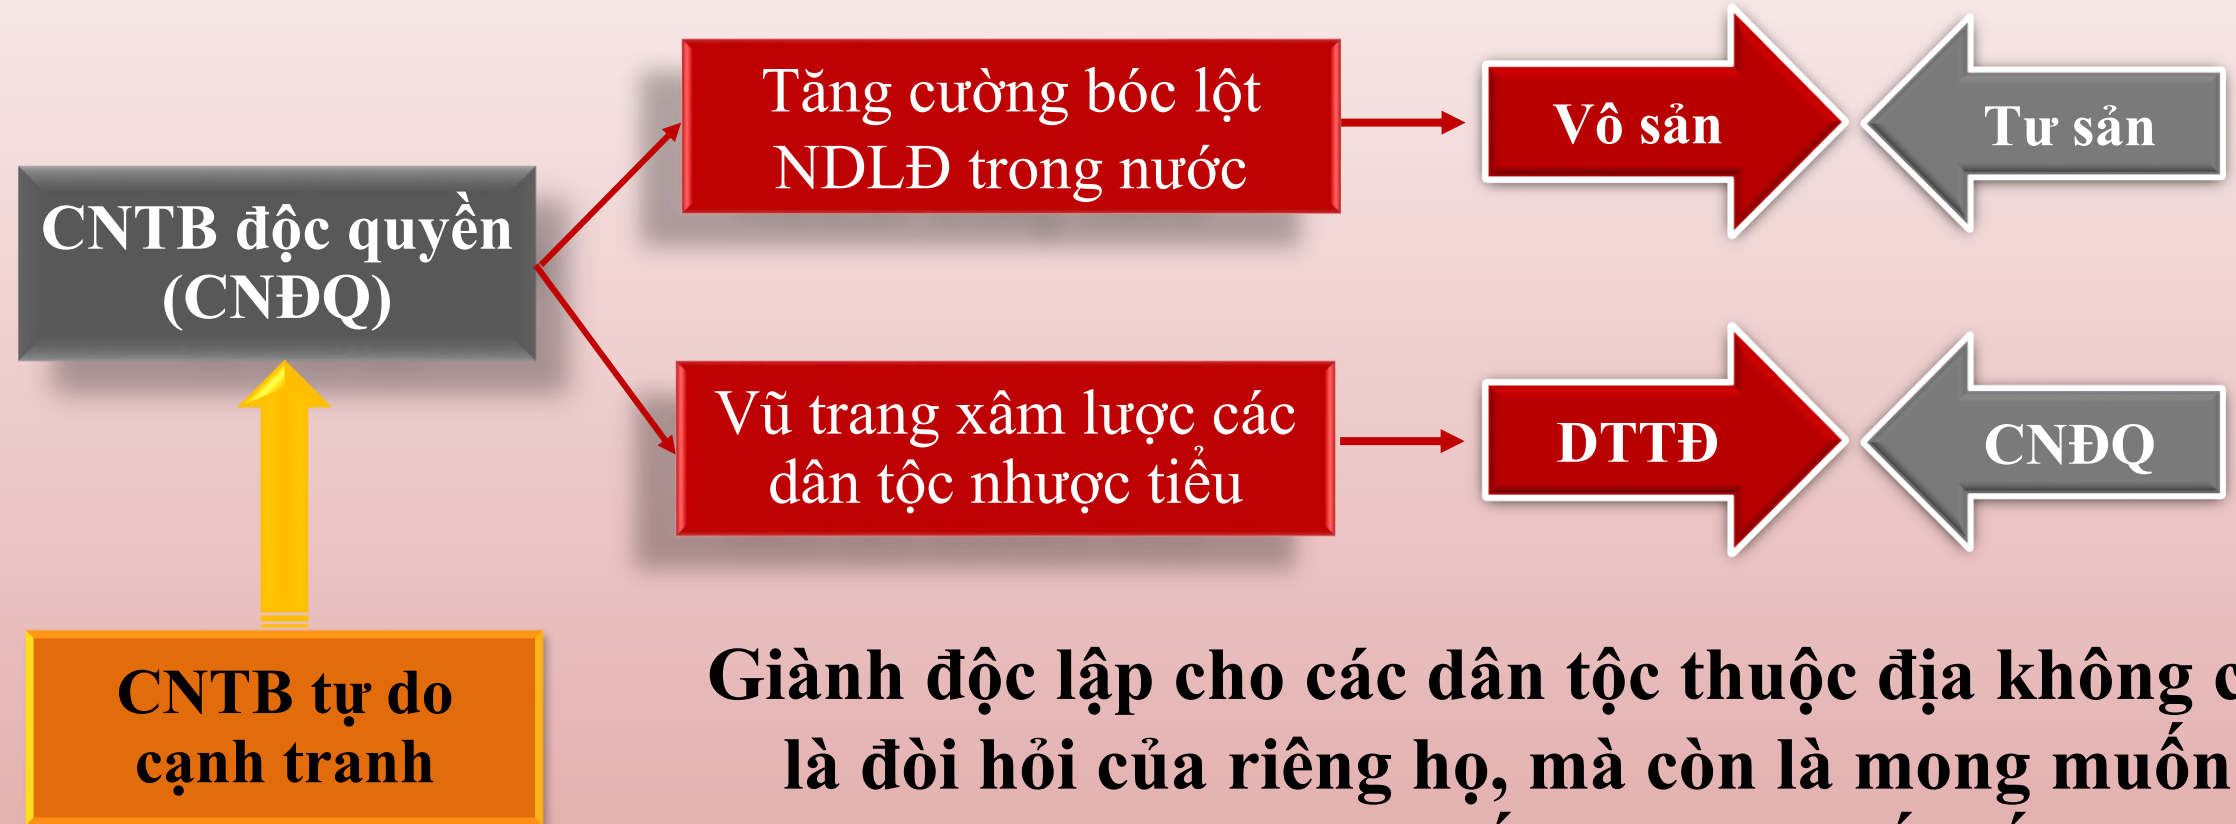 Tăng cường bóc lột
NDLĐ trong nước
Vô sản
Tư sản
CNTB độc quyền
(CNĐQ)
Vũ trang xâm lược các
dân tộc nhược tiểu
DTTĐ
CNĐQ
CNTB tự do
cạnh tranh
Giành độc lập cho các dân tộc thuộc địa không
là đòi hỏi của riêng họ, mà còn là mong muốn